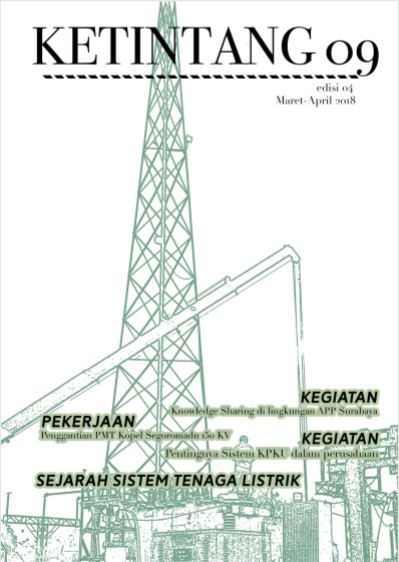 KETINTANG 09
edisi 04
Maret-April 2018
KEGIATAN
Knowledge Sharing di lingkungan APP Surabaya
PEKERJAAN
Penggantian PMT Kopel Segoromadu 150 KV
KEGIATAN
Pentingnya Sistem KPKU dalam perusahaan
SEJARAH SISTEM TENAGA LISTRIK